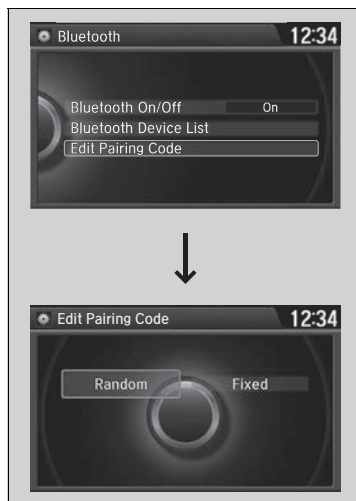 Bluetooth 12:34
Bluetooth On/Off On
Bluetooth Device List
Edit Pairing Code
Edit Pairing Code 12:34
Random Fixed